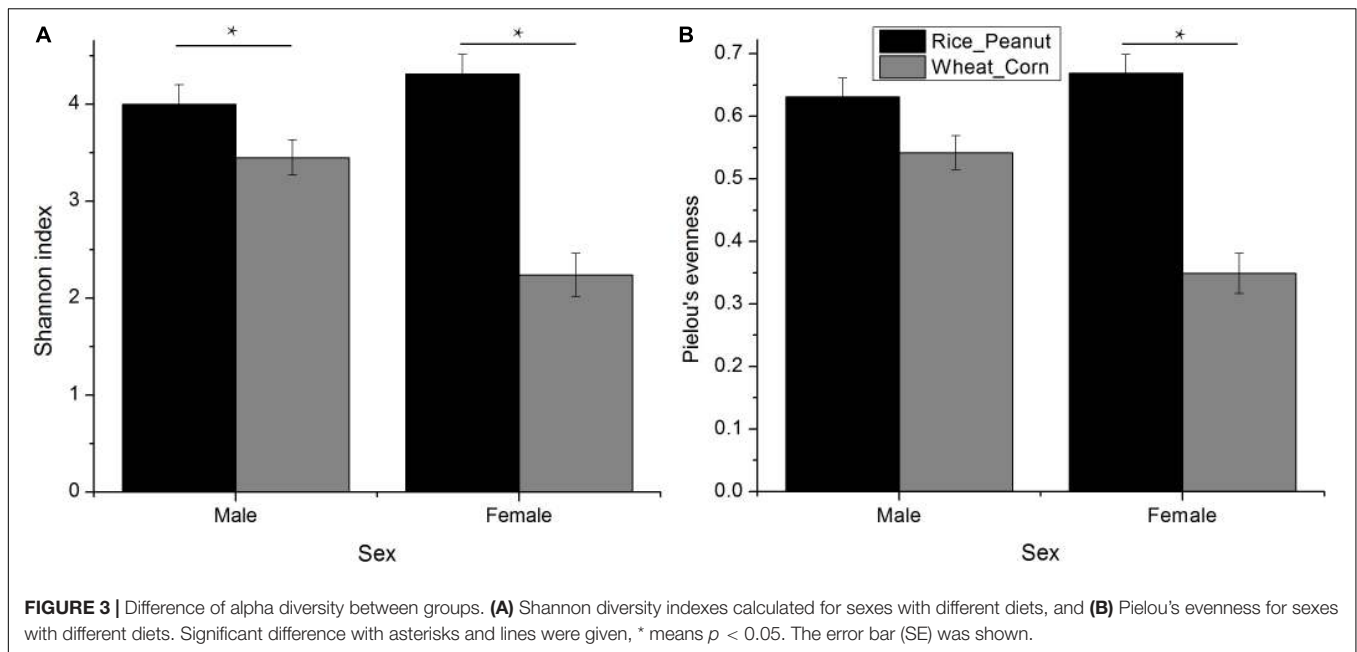 A
*
*
4
3
2
1
0
Shannon index
Male
Female
Sex
B
Rice_Peanut
Wheat_Corn
*
0.7
0.6
0.5
0.4
0.3
0.2
0.1
0.0
Pielou's evenness
Male
Female
Sex
FIGURE 3 | Difference of alpha diversity between groups. (A) Shannon diversity indexes calculated for sexes with different diets, and (B) Pielou's evenness for sexes
with different diets. Significant difference with asterisks and lines were given, * means p < 0.05. The error bar (SE) was shown.